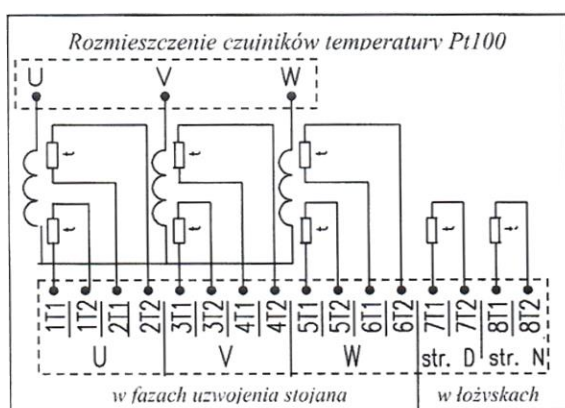 Rozmieszczenie czujników temperatury Pt100
U V W
t t t
t t t t t
1T1 1T2 2T1 2T2 3T1 3T2 4T1 4T2 5T1 5T2 6T1 6T2 7T1 7T2 8T1 8T2
U V W str. D str. N
w fazach uzwojenia stojana w łożyskach